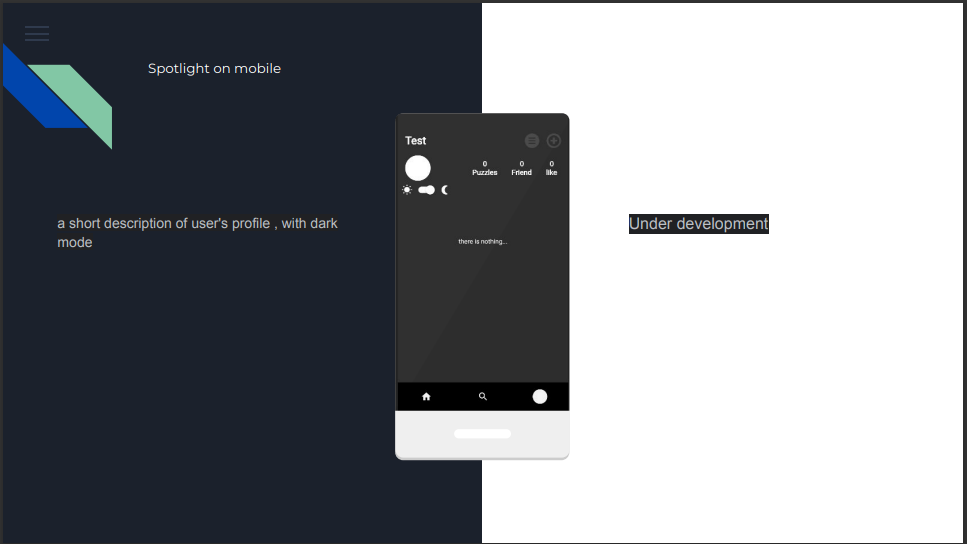 Spotlight on mobile
a short description of user's profile , with dark
mode
Test
0 0 0
Puzzles Friend like
there is nothing...
Under development